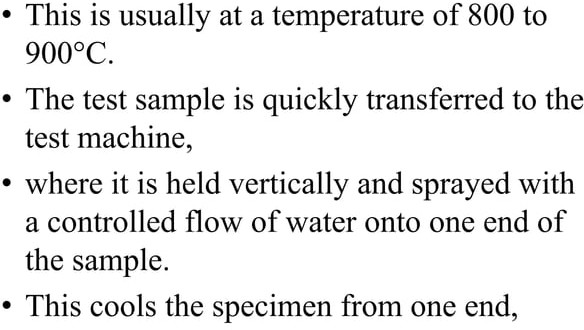 • This is usually at a temperature of 800 to
900°C.
• The test sample is quickly transferred to the
test machine,
• where it is held vertically and sprayed with
a controlled flow of water onto one end of
the sample.
• This cools the specimen from one end,